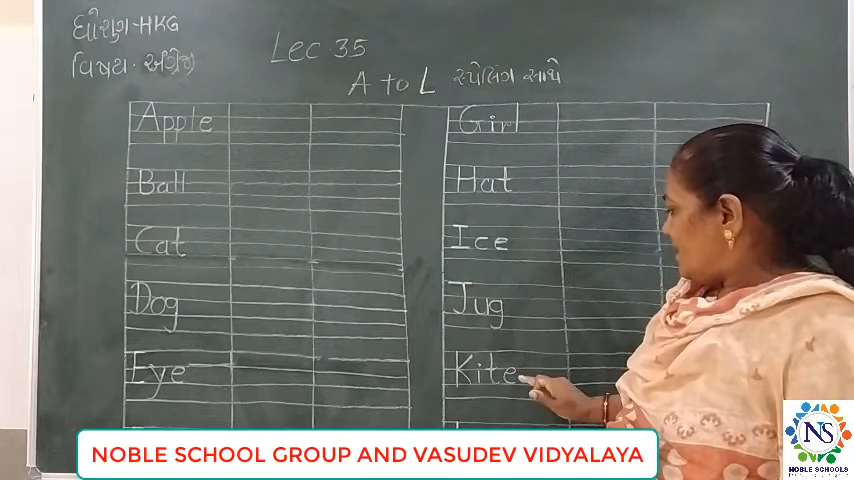 ધોરણ-HKG
વિષય.અંગ્રેજી
Lec.35
A to L સ્પેલિંગ સાથે
Apple
Ball
Cat
Dog
Eye
Girl
Hat
Ice
Jug
Kite
NOBLE SCHOOL GROUP AND VASUDEV VIDYALAYA
NS
NOBLE SCHOOLS